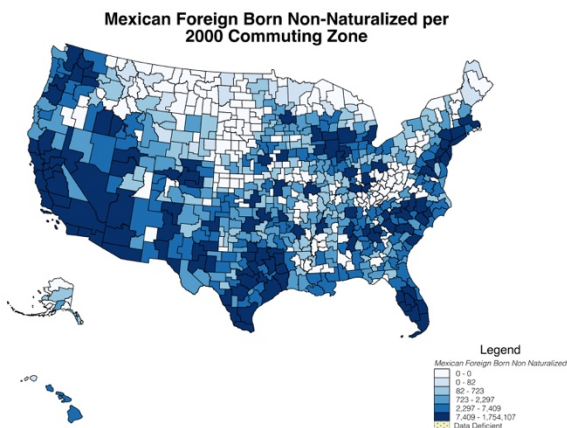 Mexican Foreign Born Non-Naturalized per
2000 Commuting Zone
Legend
Mexican Foreign Born Non Naturalized
0 - 0
0 - 82
82 - 723
723 - 2,297
2,297 - 7,409
7,409 - 1,754,107
Data Deficient